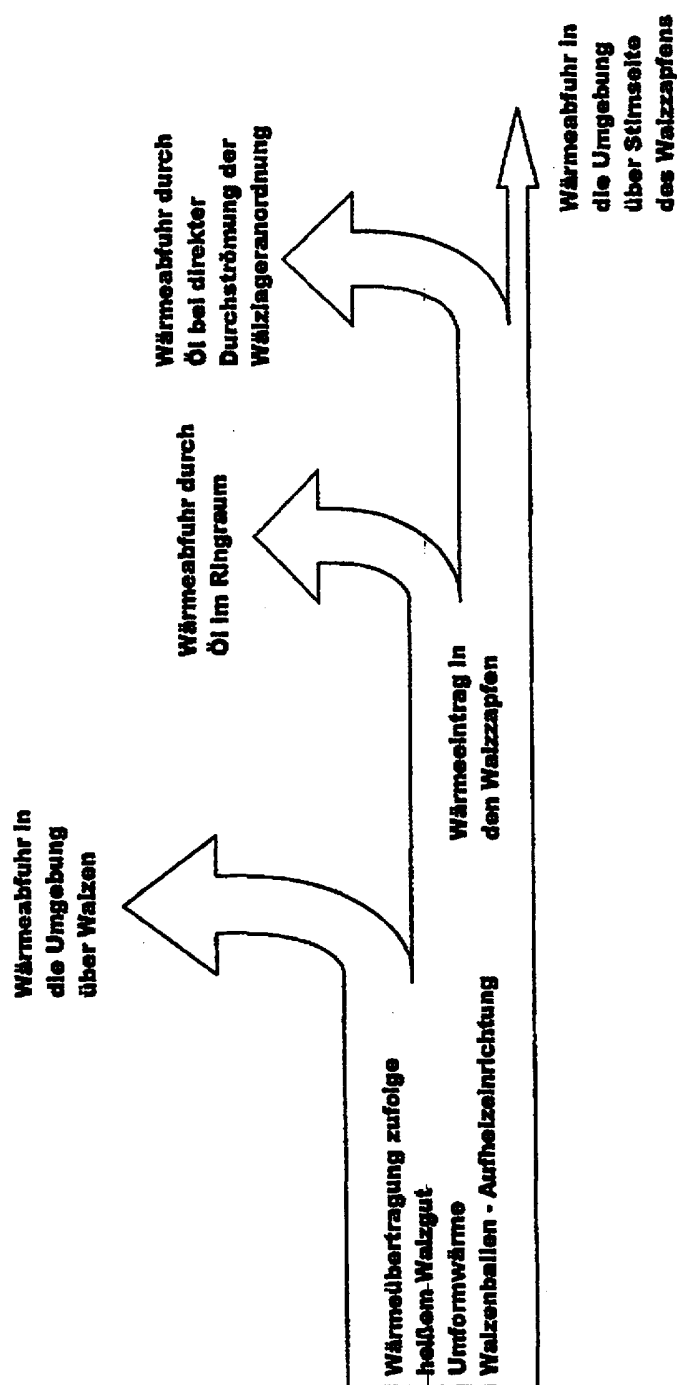 Wärmeabfuhr in
die Umgebung
über Walzen
Wärmeabfuhr durch
Öl im Ringraum
Wärmeabfuhr durch
Öl bei direkter
Durchströmung der
Wälzlageranordnung
Wärmeabfuhr in
die Umgebung
über Stirnseite
des Walzzapfens
Wärmeübertragung zufolge
heißem Walzgut
Umformwärme
Walzenballen - Aufheizeinrichtung
Wärmeeintrag in
den Walzzapfen